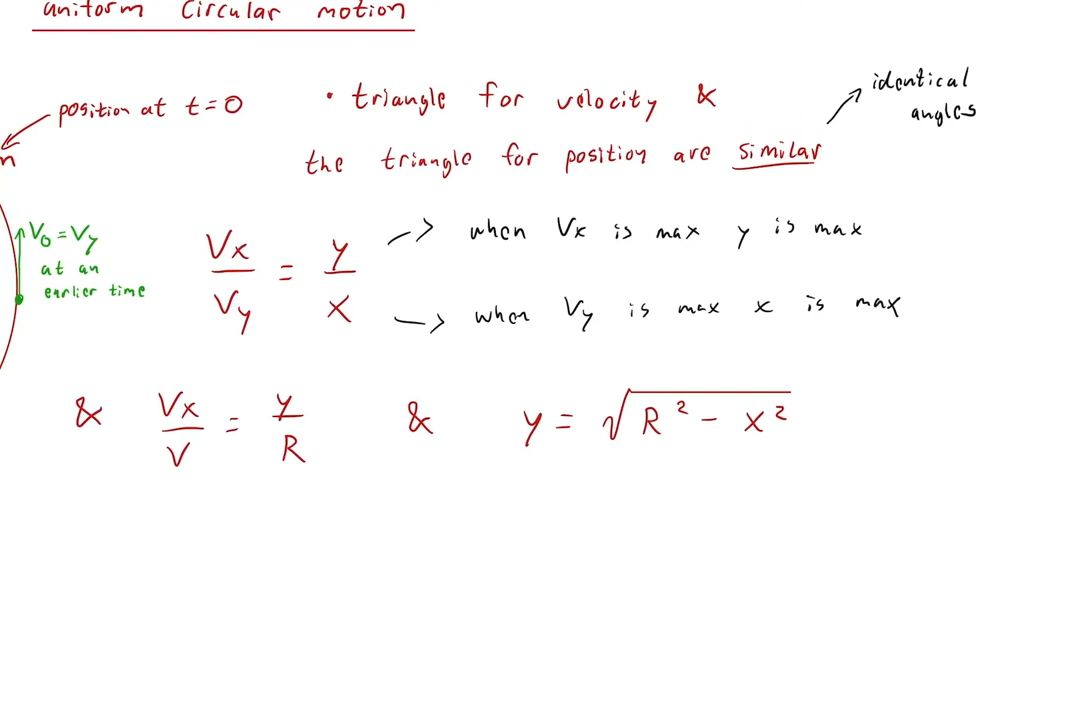 uniform Circular motion
identical
angles
position at t=0
• triangle for velocity &
the triangle for position are similar
n
V₀ = Vy
at an
earlier time
Vx/Vy = y/x
-> when Vx is max y is max
-> when Vy is max x is max
& Vx/V = y/R & y = √(R² - x²)